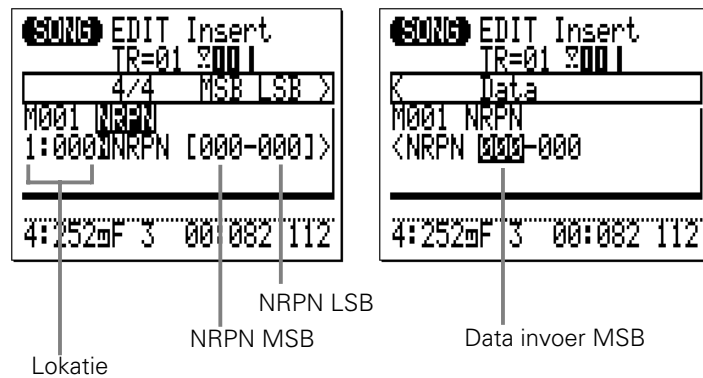 SONG EDIT Insert
TR=01
4/4 MSB LSB >
M001 NRPN
1:000 NRPN [000-000]>
4:252 F 3 00:082 112
NRPN LSB
NRPN MSB
Lokatie
SONG EDIT Insert
TR=01
< Data
M001 NRPN
<NRPN 000-000
4:252 F 3 00:082 112
Data invoer MSB